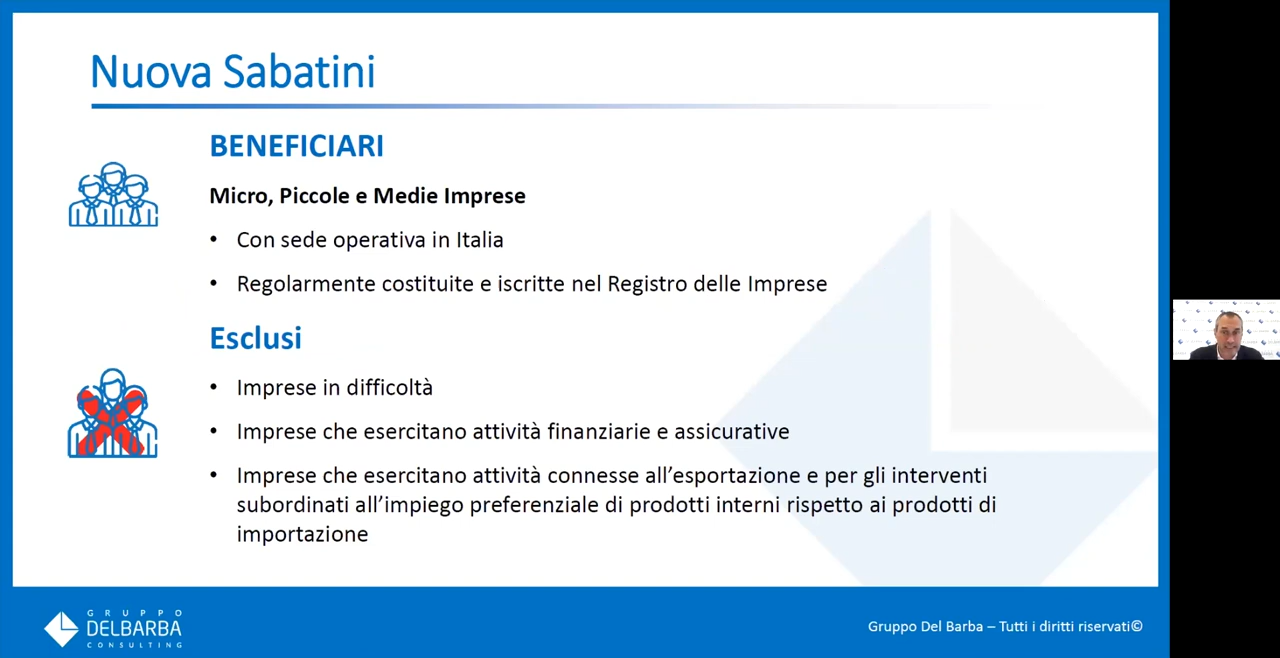 Nuova Sabatini
BENEFICIARI
Micro, Piccole e Medie Imprese
• Con sede operativa in Italia
• Regolarmente costituite e iscritte nel Registro delle Imprese
Esclusi
• Imprese in difficoltà
• Imprese che esercitano attività finanziarie e assicurative
• Imprese che esercitano attività connesse all’esportazione e per gli interventi
subordinati all’impiego preferenziale di prodotti interni rispetto ai prodotti di
importazione
GRUPPO
DELBARBA
CONSULTING
Gruppo Del Barba – Tutti i diritti riservati©